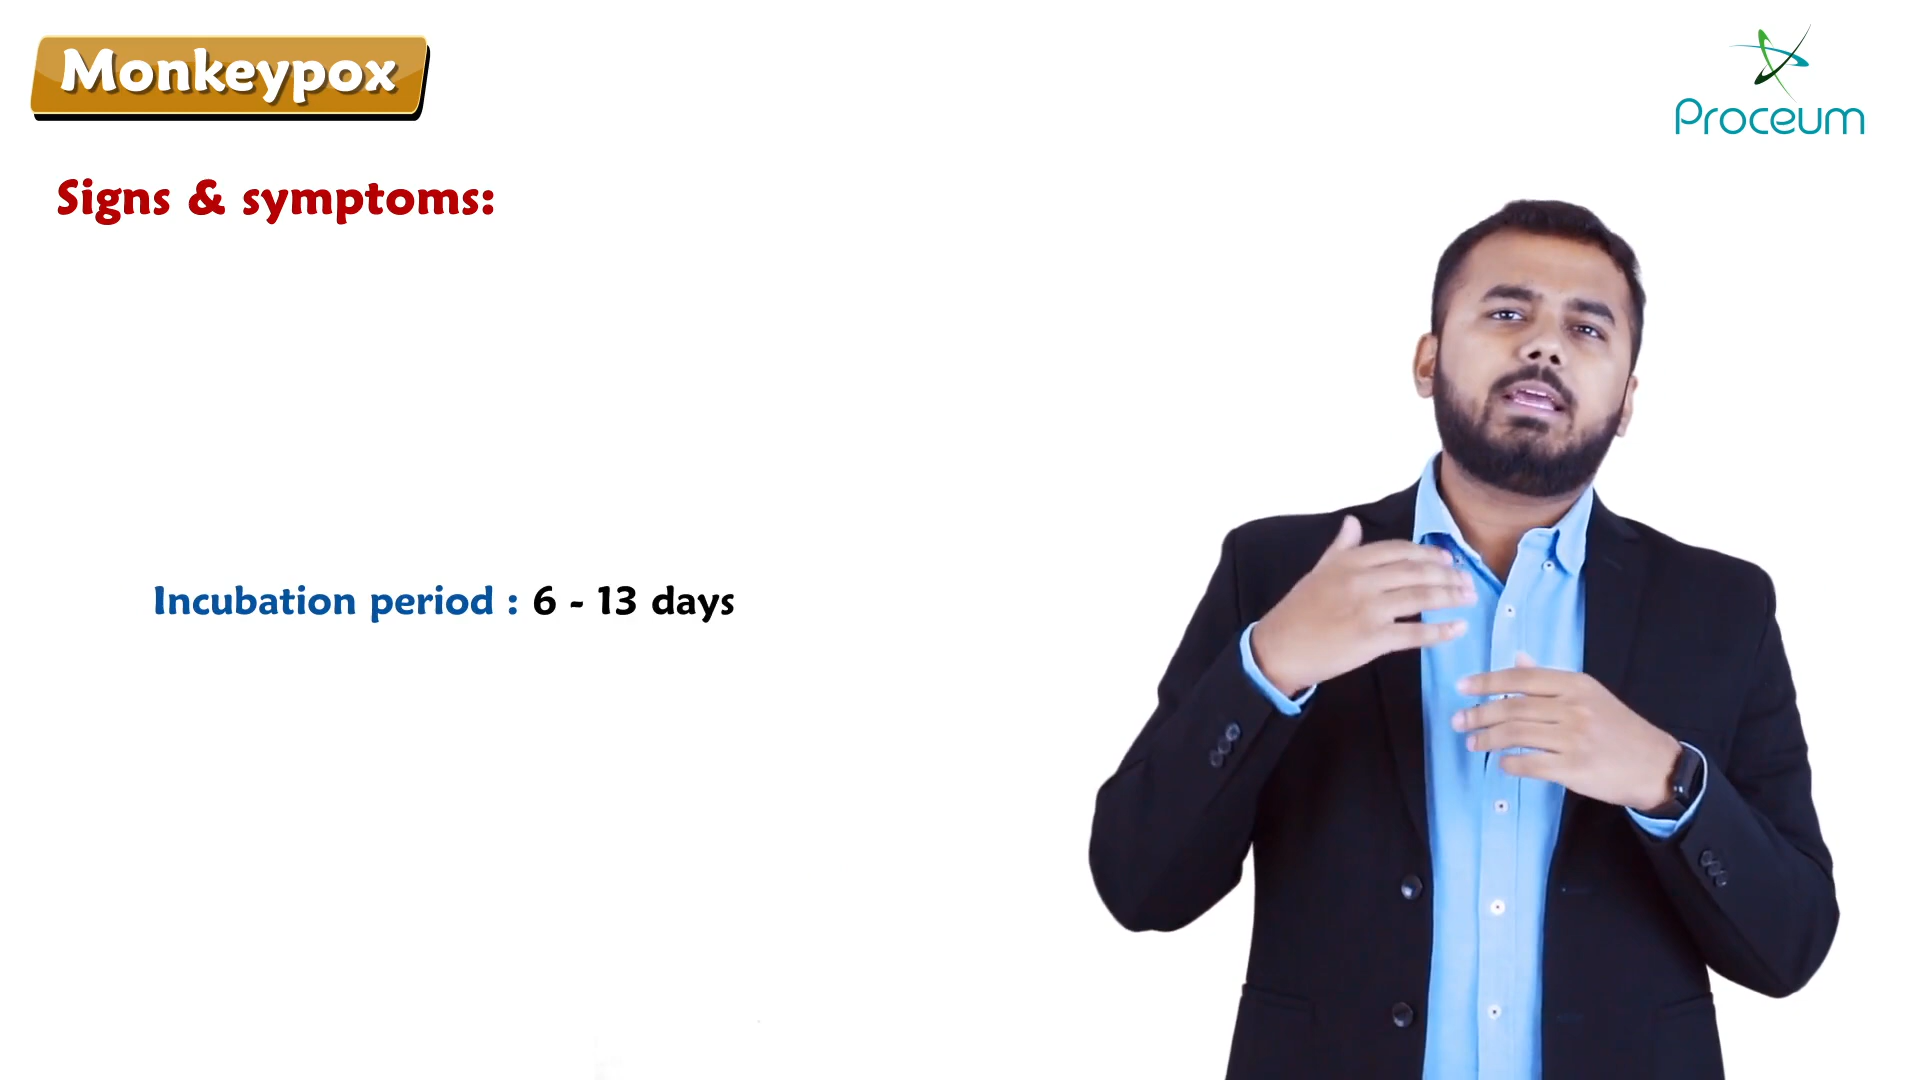 Monkeypox
Proceum
Signs & symptoms:
Incubation period : 6 - 13 days